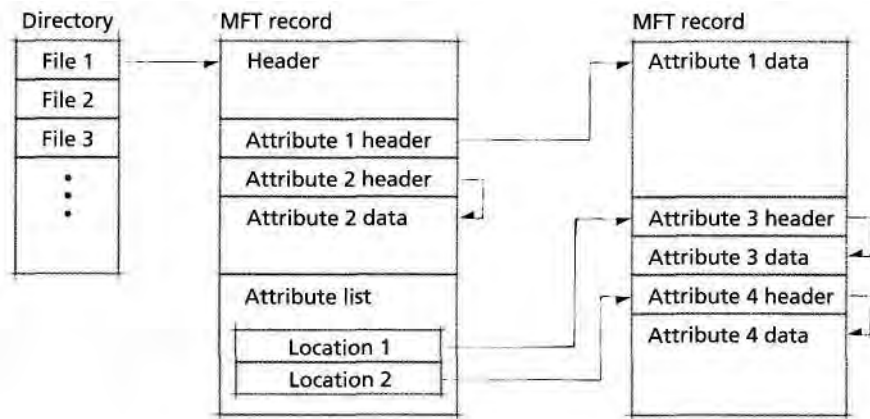 Directory
File 1
File 2
File 3
MFT record
Header
Attribute 1 header
Attribute 2 header
Attribute 2 data
Attribute list
Location 1
Location 2
MFT record
Attribute 1 data
Attribute 3 header
Attribute 3 data
Attribute 4 header
Attribute 4 data